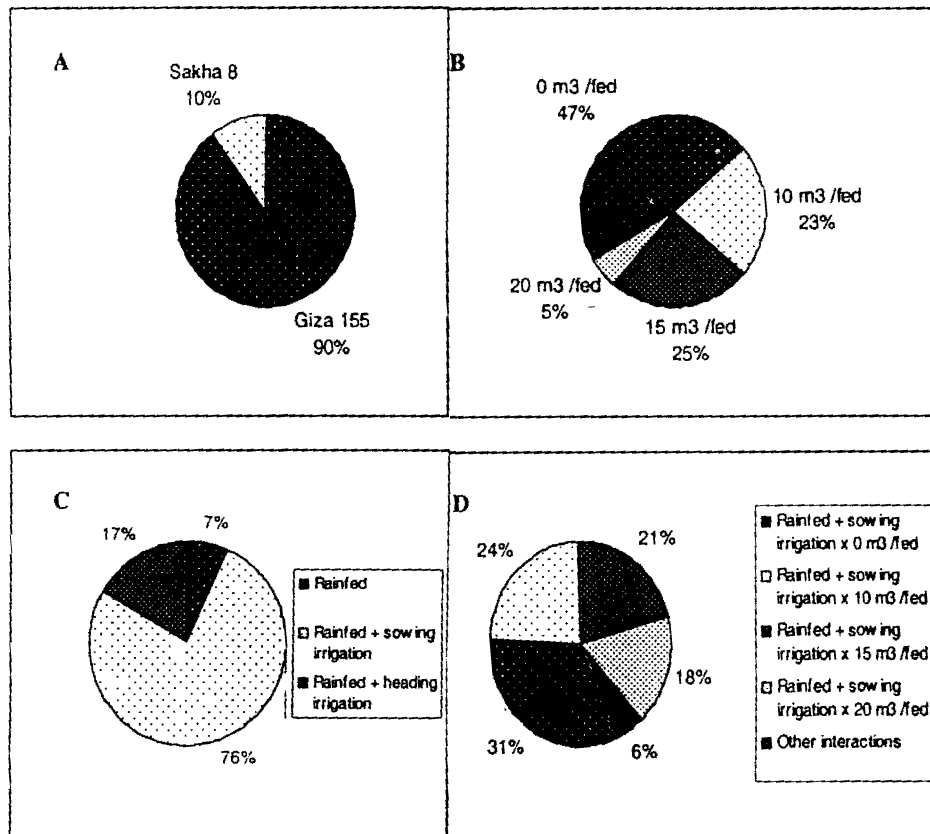 A
Sakha 8
10%
Giza 155
90%
B
0 m3 /fed
47%
10 m3 /fed
23%
20 m3 /fed
5%
15 m3 /fed
25%
C
17%
7%
76%
Rainfed
Rainfed + sowing
irrigation
Rainfed + heading
irrigation
D
24%
21%
18%
31%
6%
Rainfed + sowing
irrigation x 0 m3 /fed
Rainfed + sowing
irrigation x 10 m3 /fed
Rainfed + sowing
irrigation x 15 m3 /fed
Rainfed + sowing
irrigation x 20 m3 /fed
Other interactions